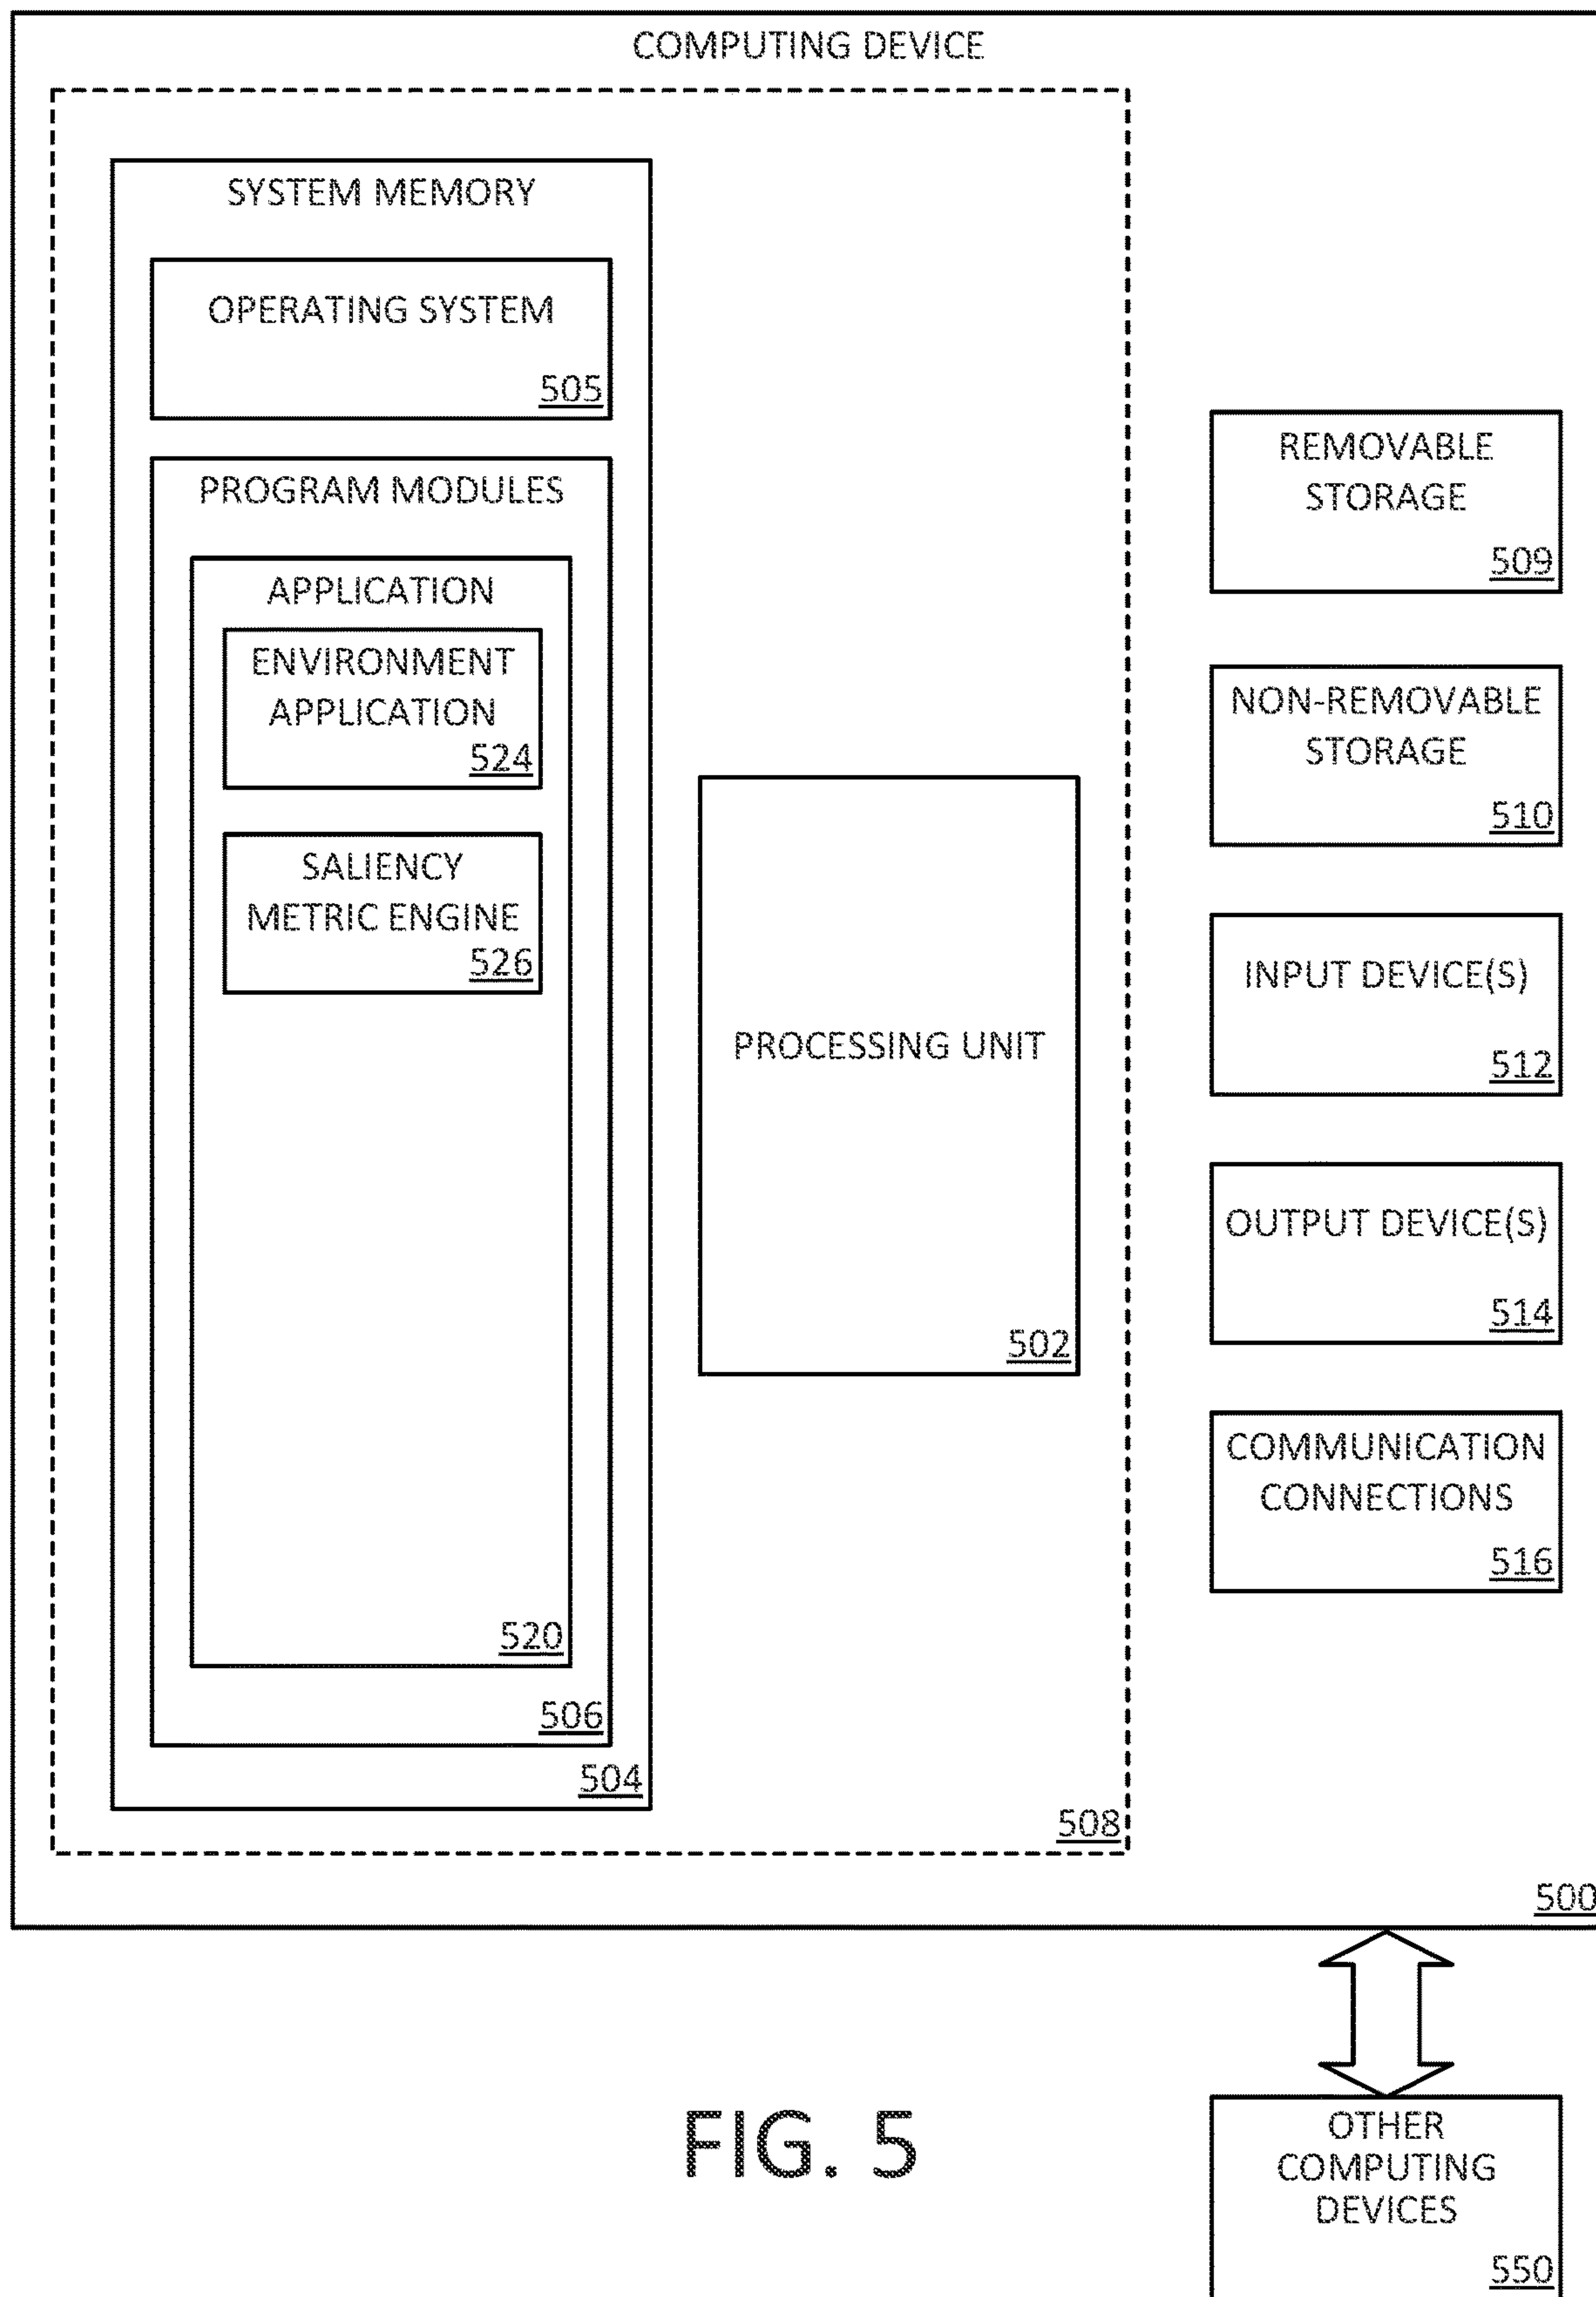 COMPUTING DEVICE
SYSTEM MEMORY
OPERATING SYSTEM
505
PROGRAM MODULES
APPLICATION
ENVIRONMENT
APPLICATION
524
SALIENCY
METRIC ENGINE
526
520
506
504
PROCESSING UNIT
502
508
REMOVABLE
STORAGE
509
NON-REMOVABLE
STORAGE
510
INPUT DEVICE(S)
512
OUTPUT DEVICE(S)
514
COMMUNICATION
CONNECTIONS
516
500
OTHER
COMPUTING
DEVICES
550
FIG. 5